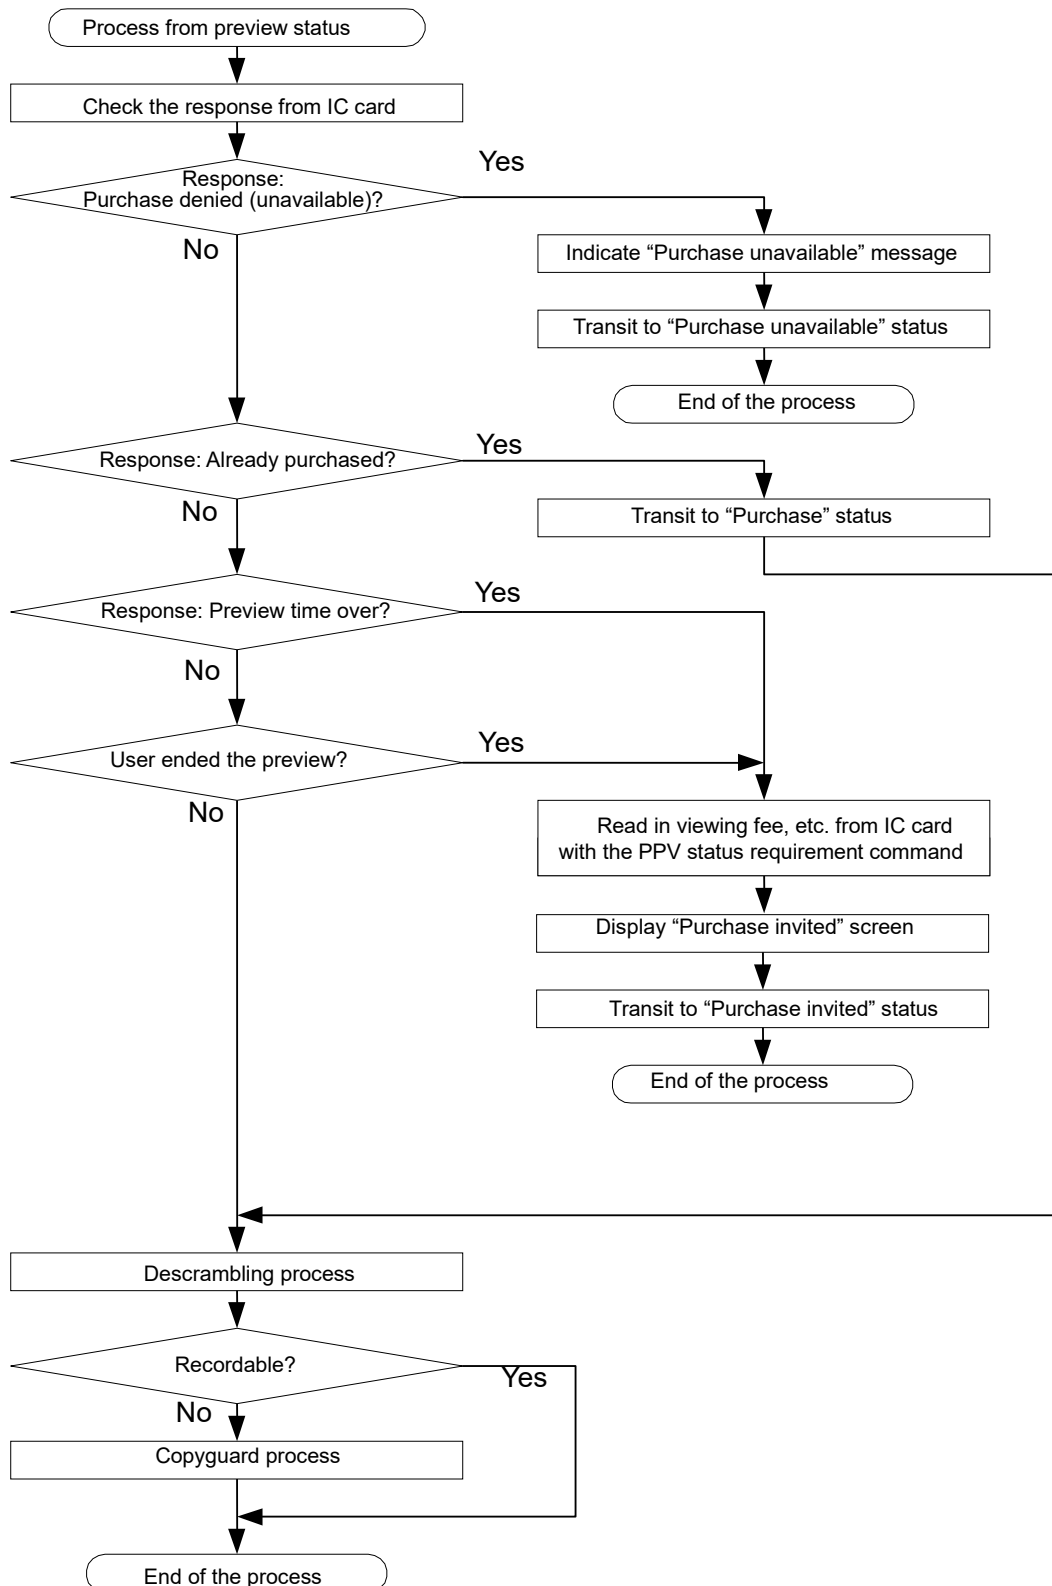 Process from preview status
Check the response from IC card
Response:
Purchase denied (unavailable)?
Yes
No
Indicate “Purchase unavailable” message
Transit to “Purchase unavailable” status
End of the process
Response: Already purchased?
Yes
No
Transit to “Purchase” status
Response: Preview time over?
Yes
No
User ended the preview?
Yes
No
Read in viewing fee, etc. from IC card
with the PPV status requirement command
Display “Purchase invited” screen
Transit to “Purchase invited” status
End of the process
Descrambling process
Recordable?
Yes
No
Copyguard process
End of the process